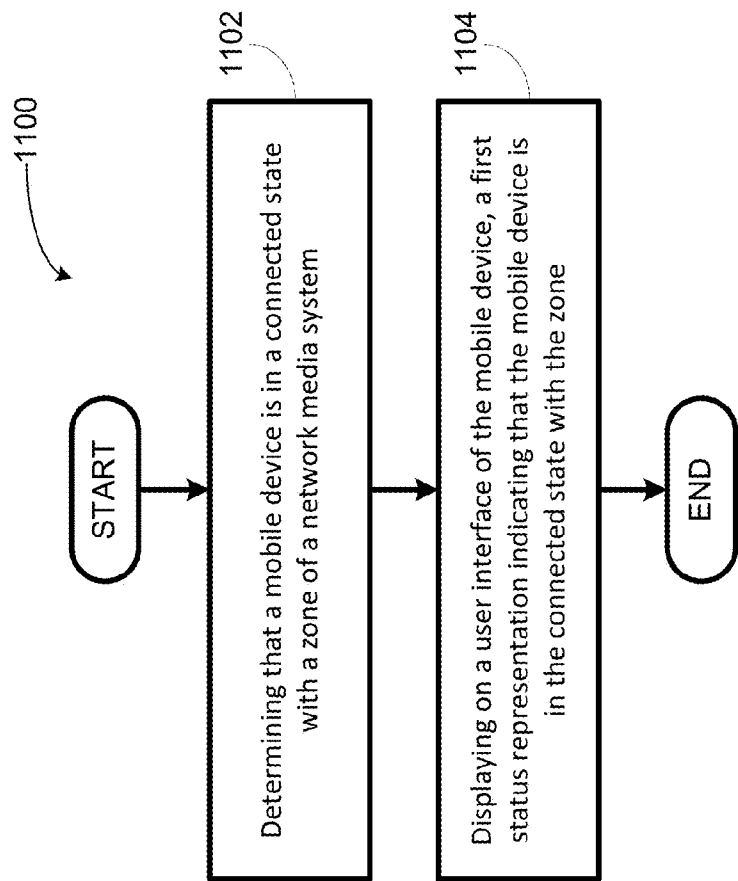 1100
START
1102
Determining that a mobile device is in a connected state
with a zone of a network media system
1104
Displaying on a user interface of the mobile device, a first
status representation indicating that the mobile device is
in the connected state with the zone
END